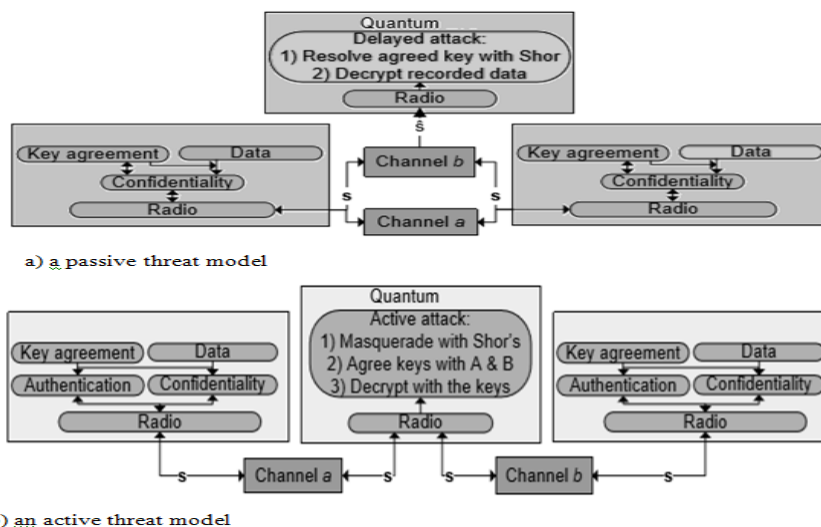 Quantum
Delayed attack:
1) Resolve agreed key with Shor
2) Decrypt recorded data
Radio
ŝ
Key agreement Data
Confidentiality
Radio
s
Channel b
Channel a
s
Key agreement Data
Confidentiality
Radio
a) a passive threat model
Quantum
Active attack:
1) Masquerade with Shor's
2) Agree keys with A & B
3) Decrypt with the keys
Radio
Key agreement Data
Authentication Confidentiality
Radio
Key agreement Data
Authentication Confidentiality
Radio
s Channel a s s Channel b s
) an active threat model